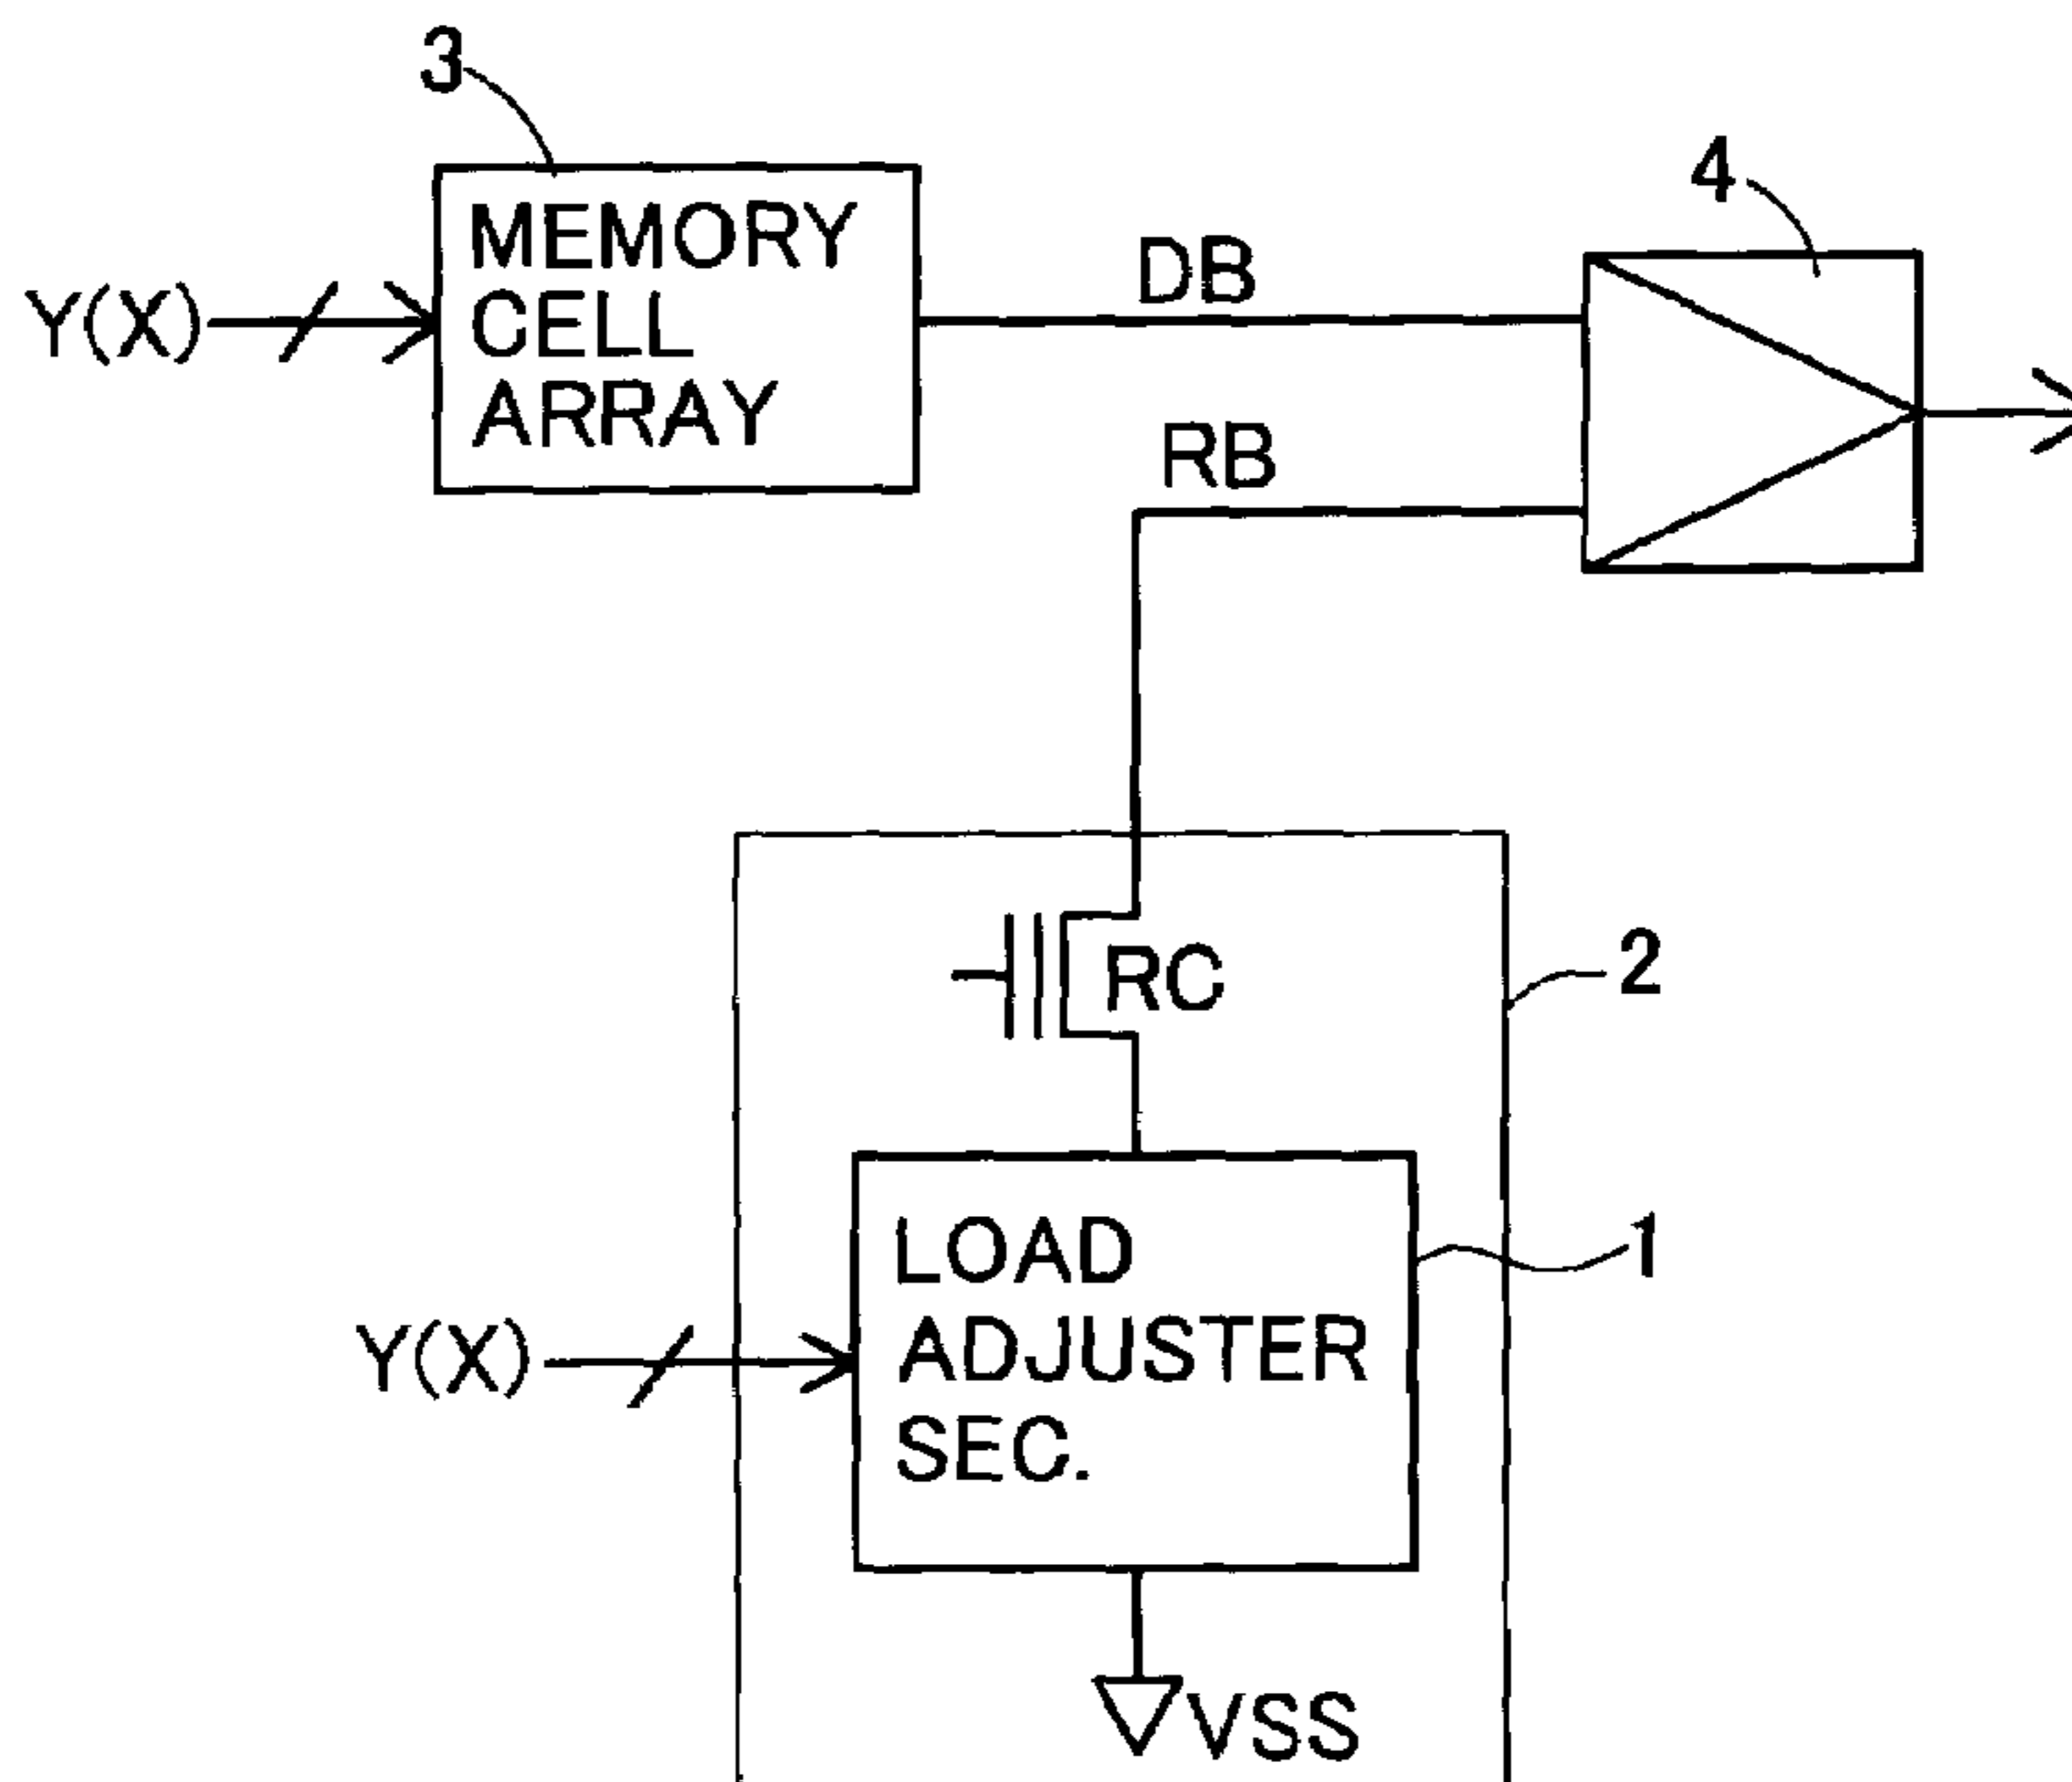 3
MEMORY
CELL
ARRAY
Y(X)
4
DB
RB
RC
2
LOAD
ADJUSTER
SEC.
1
Y(X)
VSS